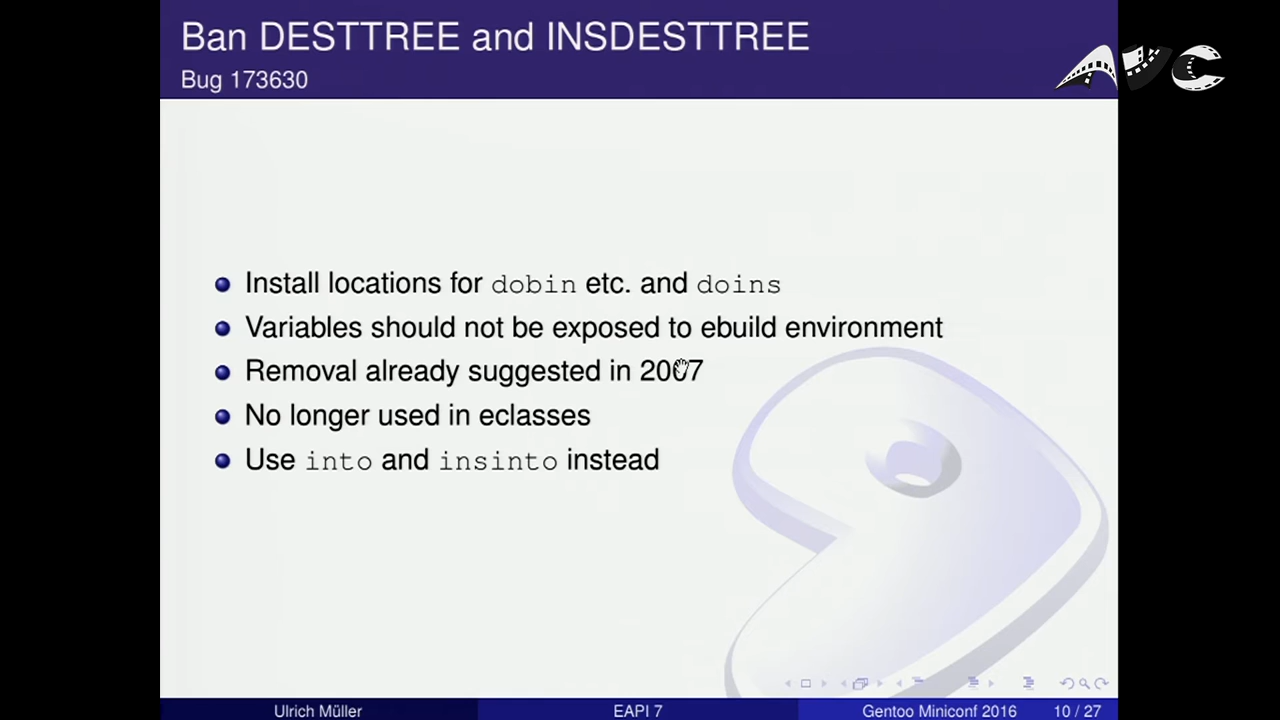 Ban DESTTREE and INSDESTTREE
Bug 173630
AVC
Install locations for dobin etc. and doins
Variables should not be exposed to ebuild environment
Removal already suggested in 2007
No longer used in eclasses
Use into and insinto instead
Ulrich Müller
EAPI 7
Gentoo Miniconf 2016
10 / 27